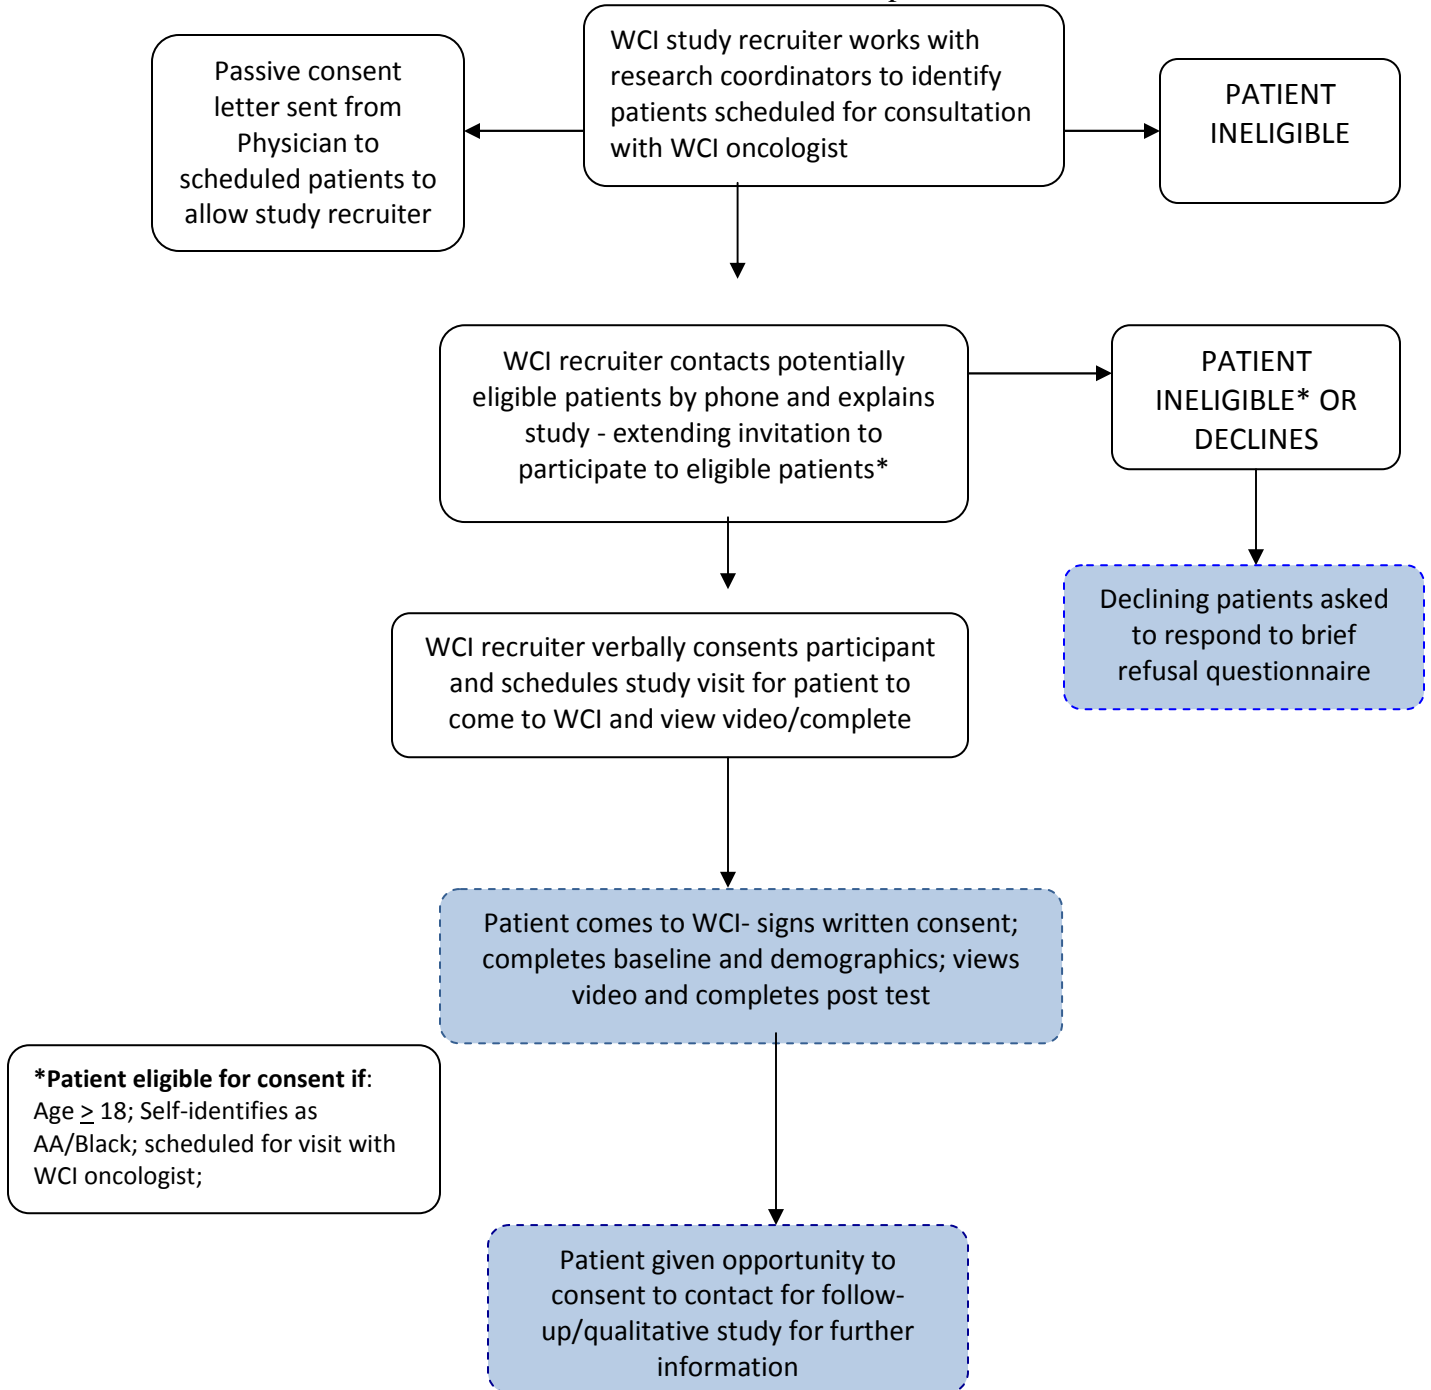 WCI study recruiter works with
research coordinators to identify
patients scheduled for consultation
with WCI oncologist
Passive consent
letter sent from
Physician to
scheduled patients to
allow study recruiter
PATIENT
INELIGIBLE
WCI recruiter contacts potentially
eligible patients by phone and explains
study - extending invitation to
participate to eligible patients*
PATIENT
INELIGIBLE* OR
DECLINES
Declining patients asked
to respond to brief
refusal questionnaire
WCI recruiter verbally consents participant
and schedules study visit for patient to
come to WCI and view video/complete
Patient comes to WCI- signs written consent;
completes baseline and demographics; views
video and completes post test
*Patient eligible for consent if:
Age ≥ 18; Self-identifies as
AA/Black; scheduled for visit with
WCI oncologist;
Patient given opportunity to
consent to contact for follow-
up/qualitative study for further
information